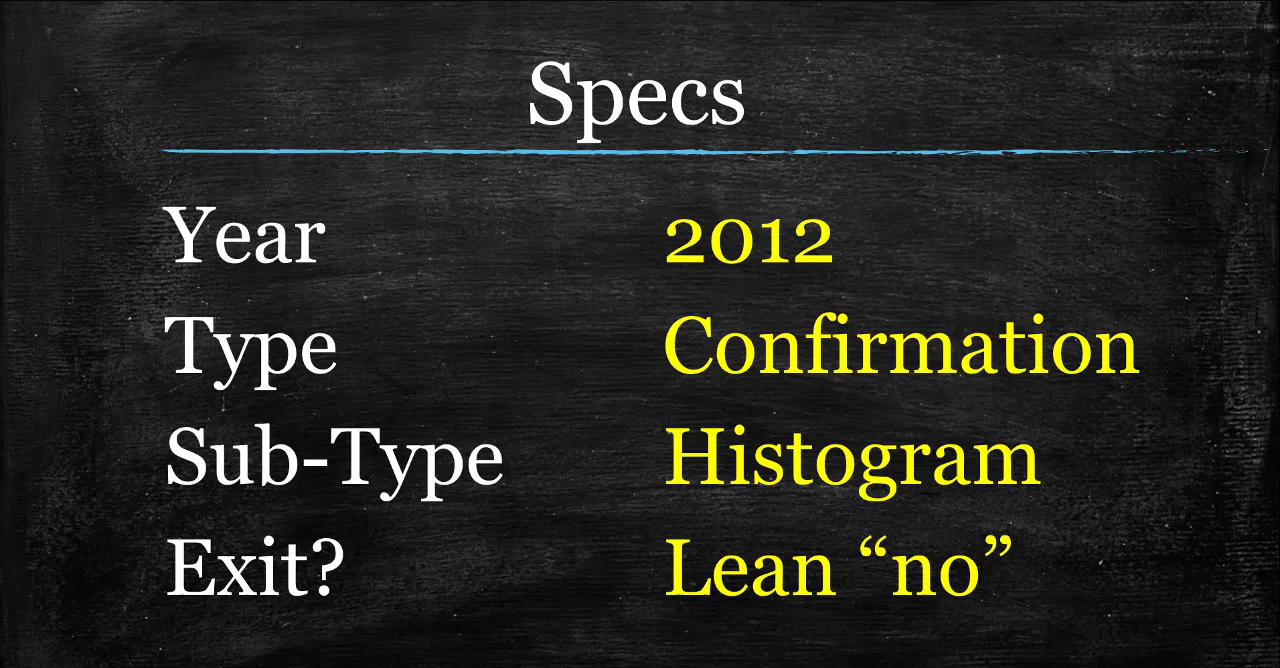 Specs
Year 2012
Type Confirmation
Sub-Type Histogram
Exit? Lean “no”